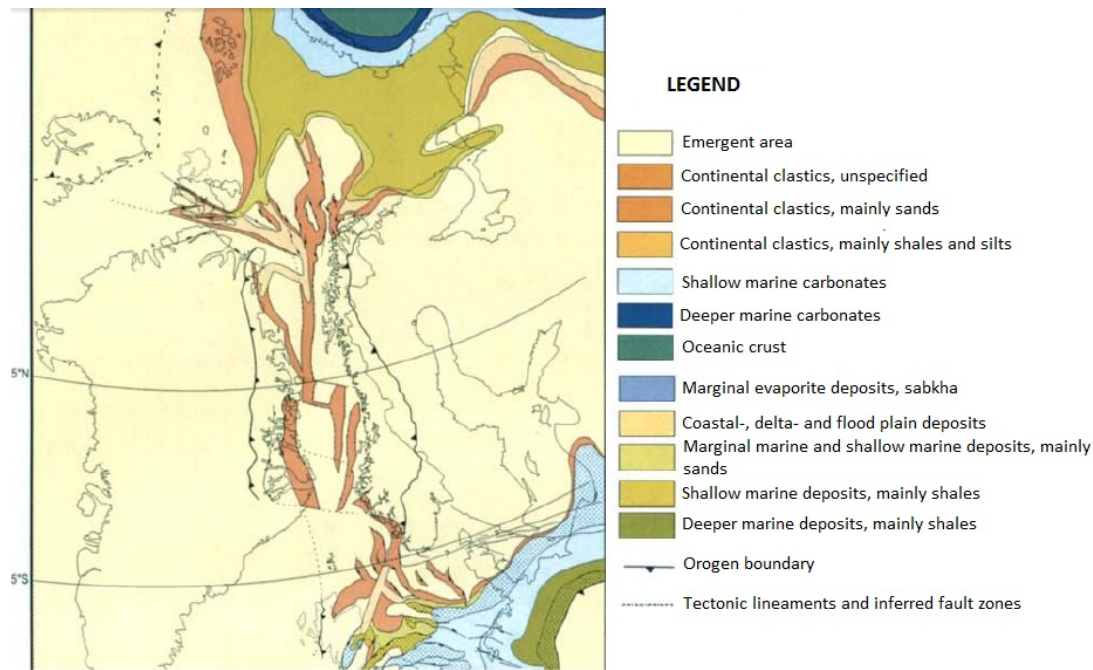 LEGEND
Emergent area
Continental clastics, unspecified
Continental clastics, mainly sands
Continental clastics, mainly shales and silts
Shallow marine carbonates
Deeper marine carbonates
Oceanic crust
Marginal evaporite deposits, sabkha
Coastal-, delta- and flood plain deposits
Marginal marine and shallow marine deposits, mainly
sands
Shallow marine deposits, mainly shales
Deeper marine deposits, mainly shales
Orogen boundary
Tectonic lineaments and inferred fault zones
5°N
5°S
?
?
?
?
?